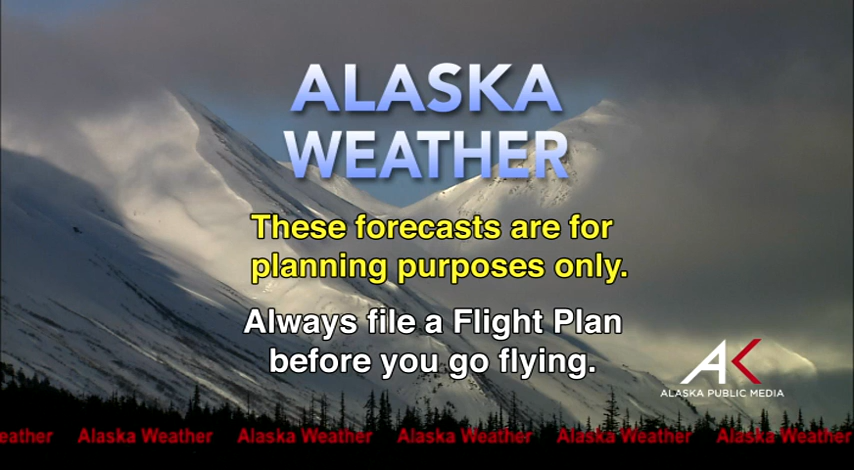 ALASKA
WEATHER
These forecasts are for
planning purposes only.
Always file a Flight Plan
before you go flying.
AK
ALASKA PUBLIC MEDIA
eather Alaska Weather Alaska Weather Alaska Weather Alaska Weather Alaska Weather